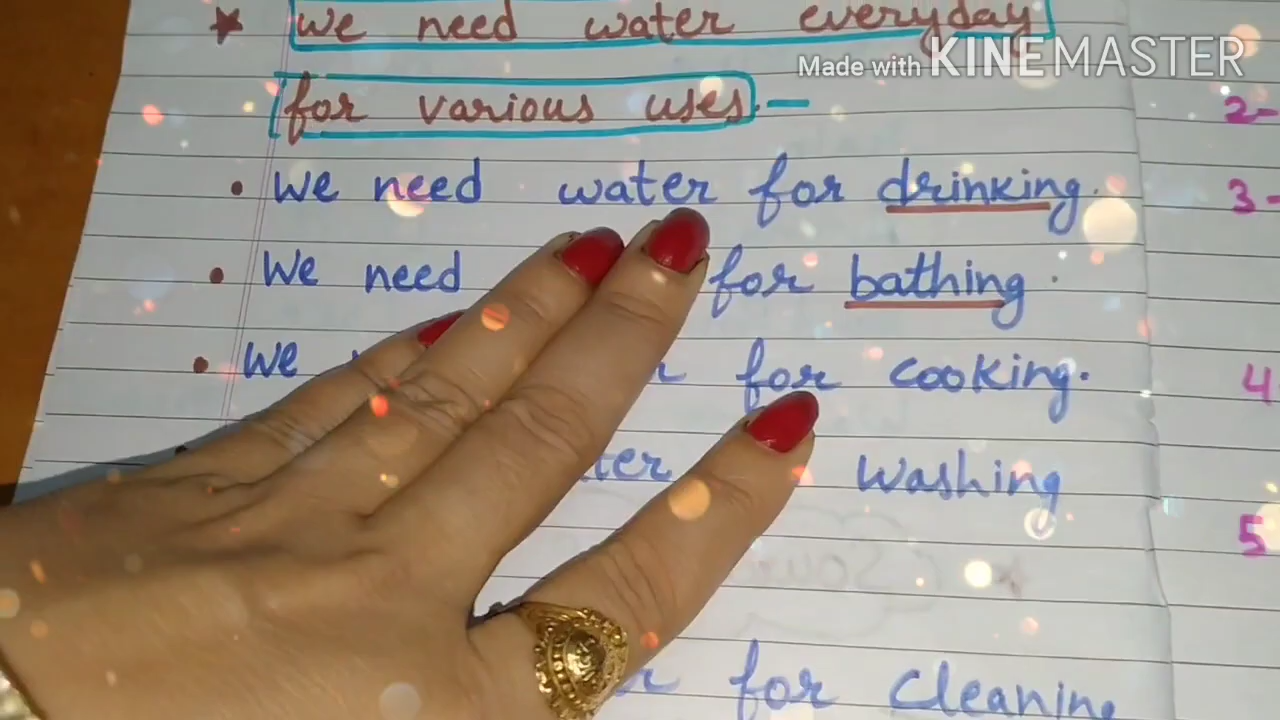 * We need water everyday
Made with KINEMASTER
for various uses.—
2-
• We need water for drinking.
3-
• We need for bathing.
• We for cooking.
4
Washing
5
for Cleaning